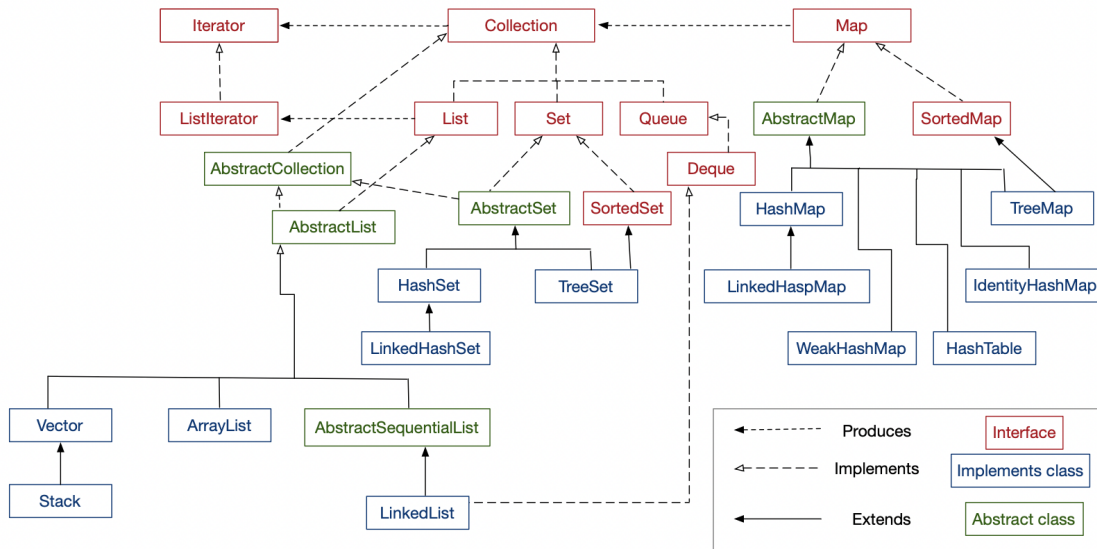 Iterator
Collection
Map
ListIterator
List
Set
Queue
AbstractMap
SortedMap
AbstractCollection
Deque
AbstractList
AbstractSet
SortedSet
HashMap
TreeMap
HashSet
TreeSet
LinkedHaspMap
IdentityHashMap
LinkedHashSet
WeakHashMap
HashTable
Vector
ArrayList
AbstractSequentialList
Stack
LinkedList
Produces
Interface
Implements
Implements class
Extends
Abstract class